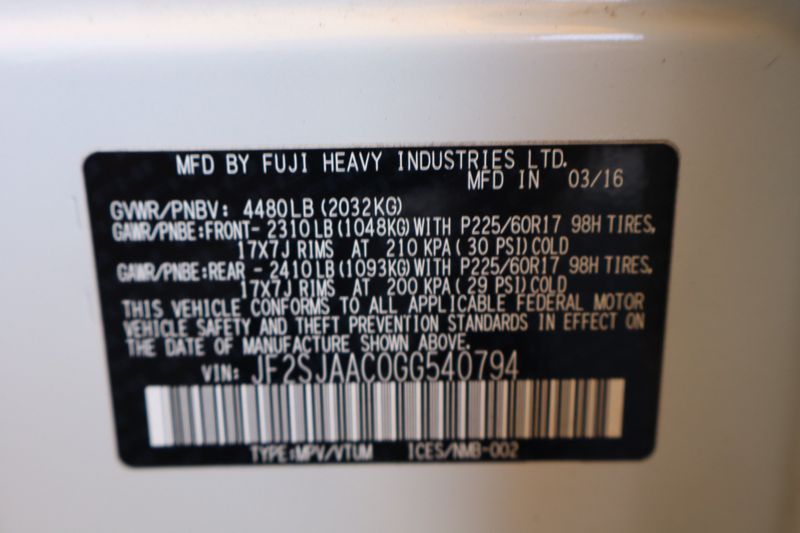 MFD BY FUJI HEAVY INDUSTRIES LTD.
MFD IN 03/16
GVWR/PNBV: 4480LB(2032KG)
GAWR/PNBE:FRONT- 2310LB(1048KG)WITH P225/60R17 98H TIRES,
17X7J RIMS AT 210 KPA(30 PSI)COLD
GAWR/PNBE:REAR - 2410LB(1093KG)WITH P225/60R17 98H TIRES,
17X7J RIMS AT 200 KPA(29 PSI)COLD
THIS VEHICLE CONFORMS TO ALL APPLICABLE FEDERAL MOTOR
VEHICLE SAFETY AND THEFT PREVENTION STANDARDS IN EFFECT ON
THE DATE OF MANUFACTURE SHOWN ABOVE.
VIN: JF2SJAAC0GG540794
TYPE:MPV/VTUM ICES/NMB-002